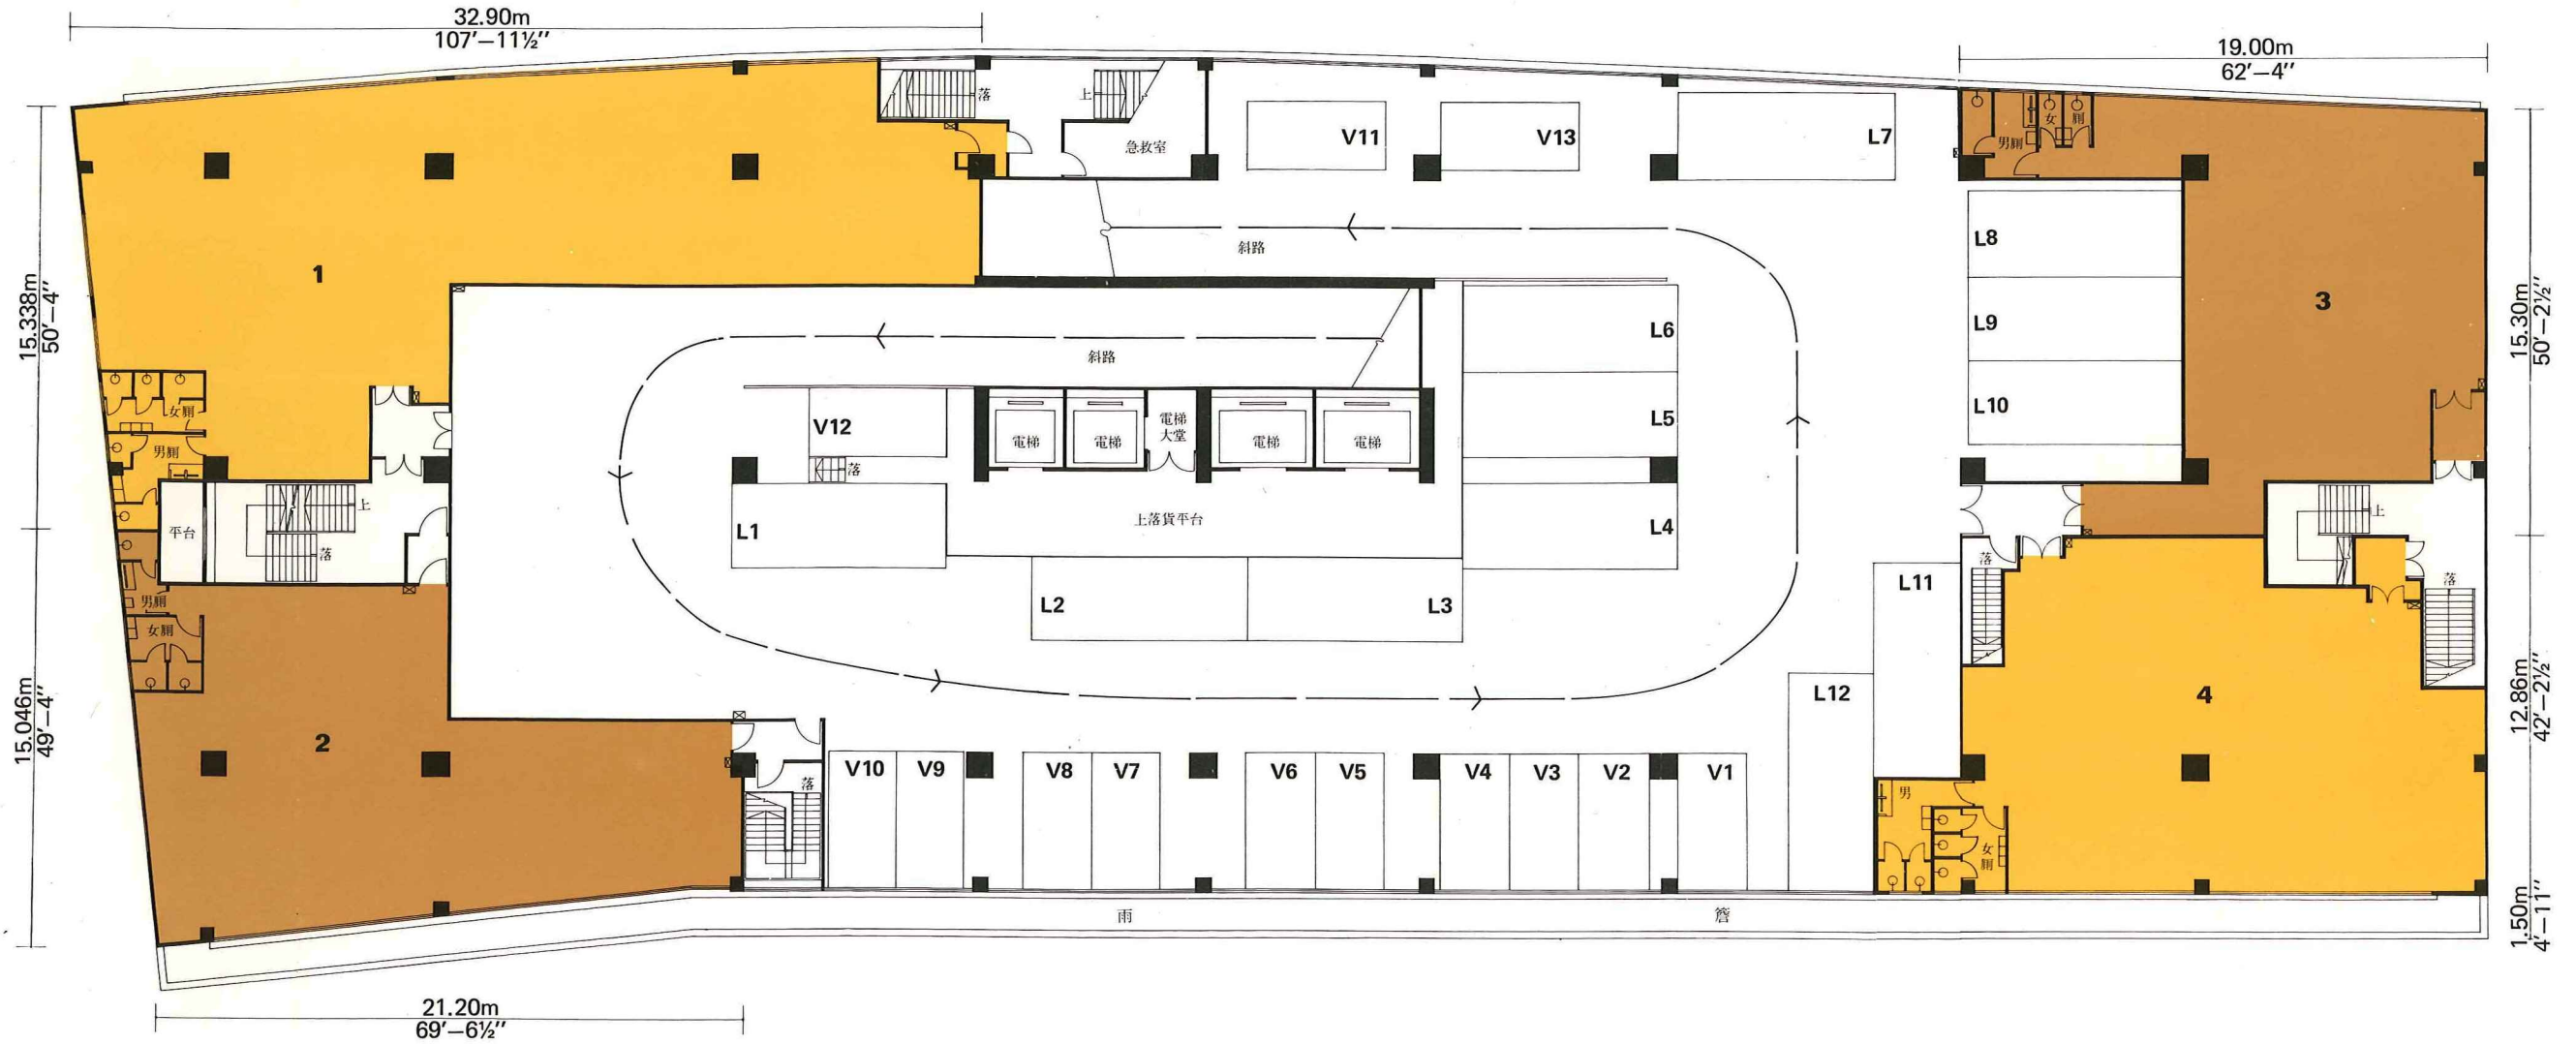 32.90m
107′–11½″
19.00m
62′–4″
落
上
急救室
V11
V13
L7
男厠
女
厠
斜路
L8
1
15.338m
50′–4″
L9
3
15.30m
50′–2½″
L6
斜路
L10
女厠
V12
電梯
電梯
電梯
大堂
電梯
電梯
L5
男厠
落
上
平台
落
L1
上落貨平台
L4
上
落
L11
落
男厠
女厠
L2
L3
L12
4
15.046m
49′–4″
2
12.86m
42′–2½″
V10
V9
V8
V7
V6
V5
V4
V3
V2
V1
落
男
女
厠
雨
簷
1.50m
4′–11″
21.20m
69′–6½″